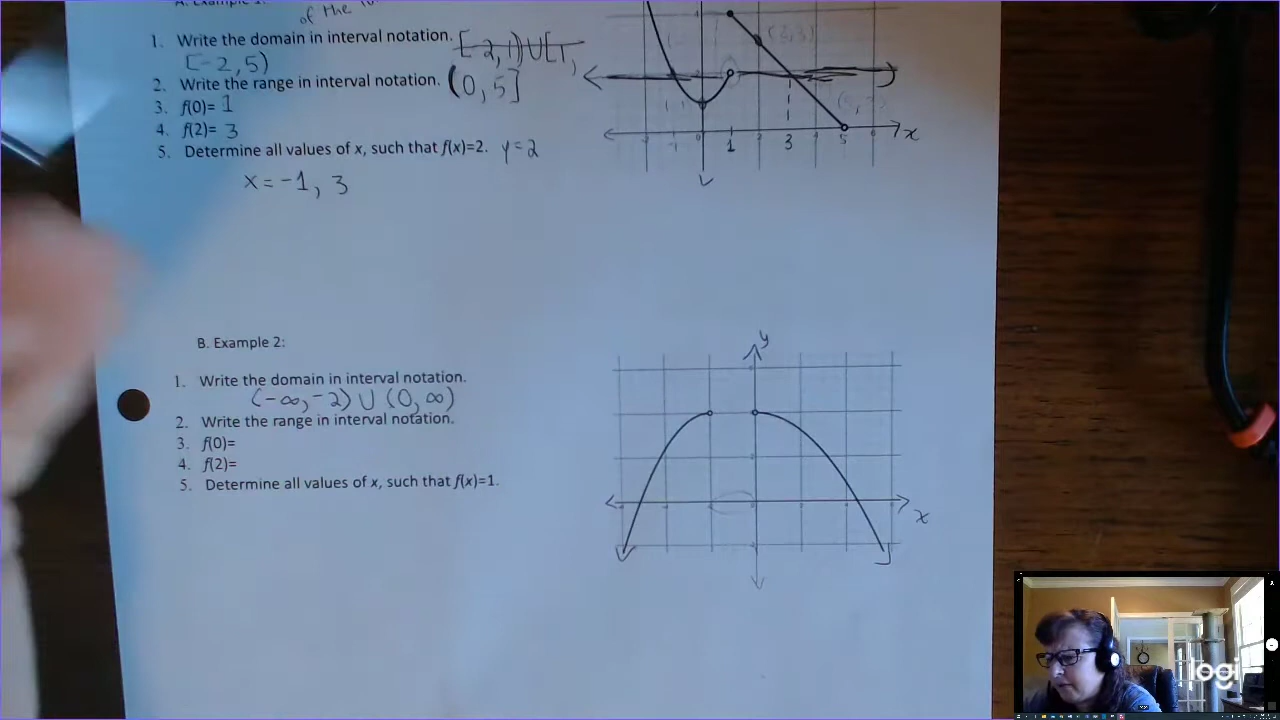 of the
1. Write the domain in interval notation. [-2,1)∪[1,
[-2,5)
2. Write the range in interval notation. (0,5]
3. f(0)= 1
4. f(2)= 3
5. Determine all values of x, such that f(x)=2. y=2
x=-1, 3
1 3 5 x
B. Example 2:
1. Write the domain in interval notation.
(-∞,-2)∪(0,∞)
2. Write the range in interval notation.
3. f(0)=
4. f(2)=
5. Determine all values of x, such that f(x)=1.
y
x
logi